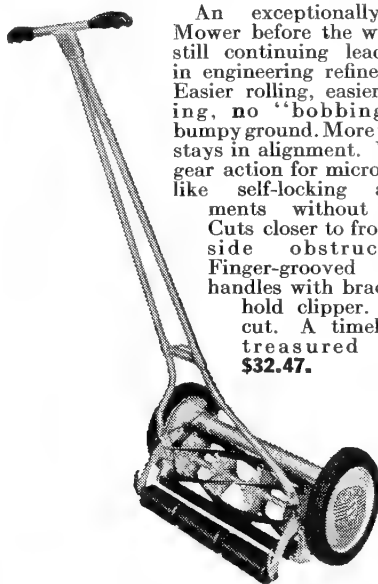 An exceptionally
Mower before the w
still continuing lead
in engineering refine
Easier rolling, easier
ing, no "bobbing
bumpy ground. More
stays in alignment.
gear action for micro
like self-locking a
ments without
Cuts closer to fro
side obstruc
Finger-grooved
handles with brac
hold clipper.
cut. A timel
treasured
$32.47.